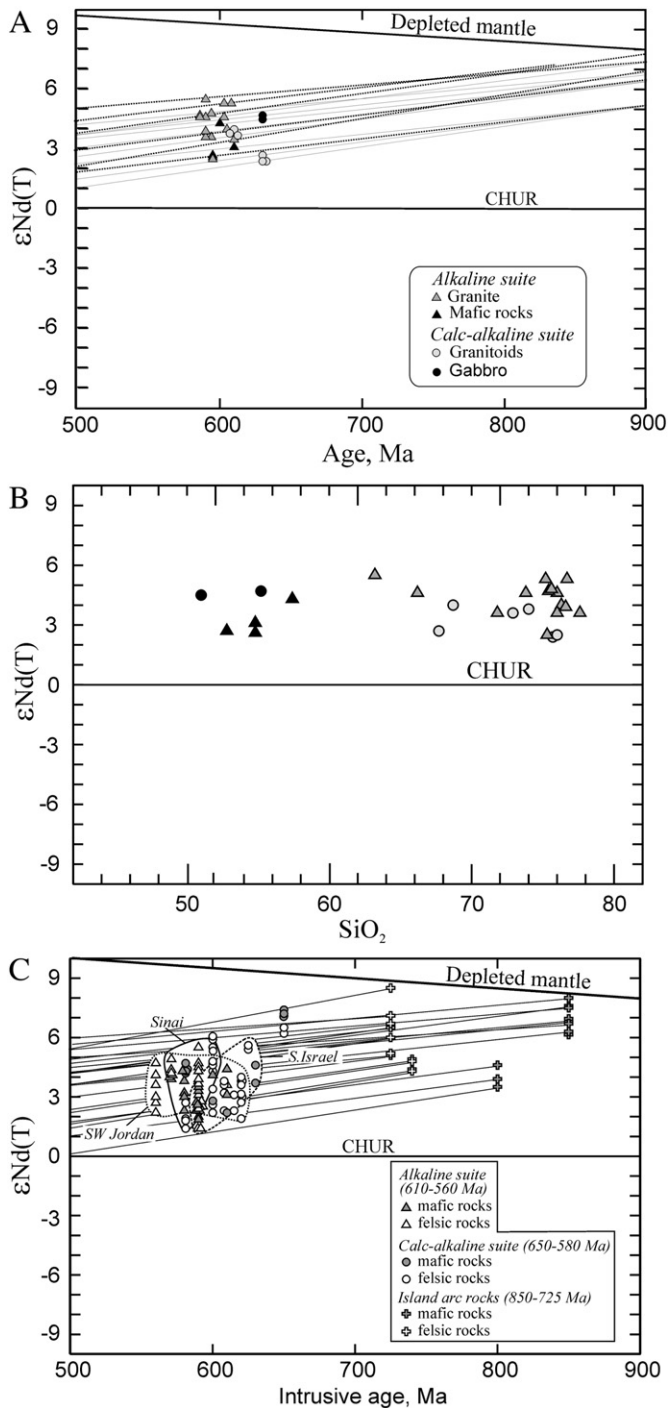 A
9
Depleted mantle
6
3
CHUR
0
εNd(T)
-3
Alkaline suite
Granite
Mafic rocks
-6
Calc-alkaline suite
Granitoids
Gabbro
-9
500 600 700 800 900
Age, Ma
B
9
6
3
CHUR
0
εNd(T)
-3
-6
-9
50 60 70 80
SiO2
C
9
Depleted mantle
Sinai
6
S.Israel
3
SW Jordan
CHUR
0
εNd(T)
Alkaline suite
(610-560 Ma)
mafic rocks
-3
felsic rocks
Calc-alkaline suite (650-580 Ma)
mafic rocks
-6
felsic rocks
Island arc rocks (850-725 Ma)
mafic rocks
felsic rocks
-9
500 600 700 800 900
Intrusive age, Ma